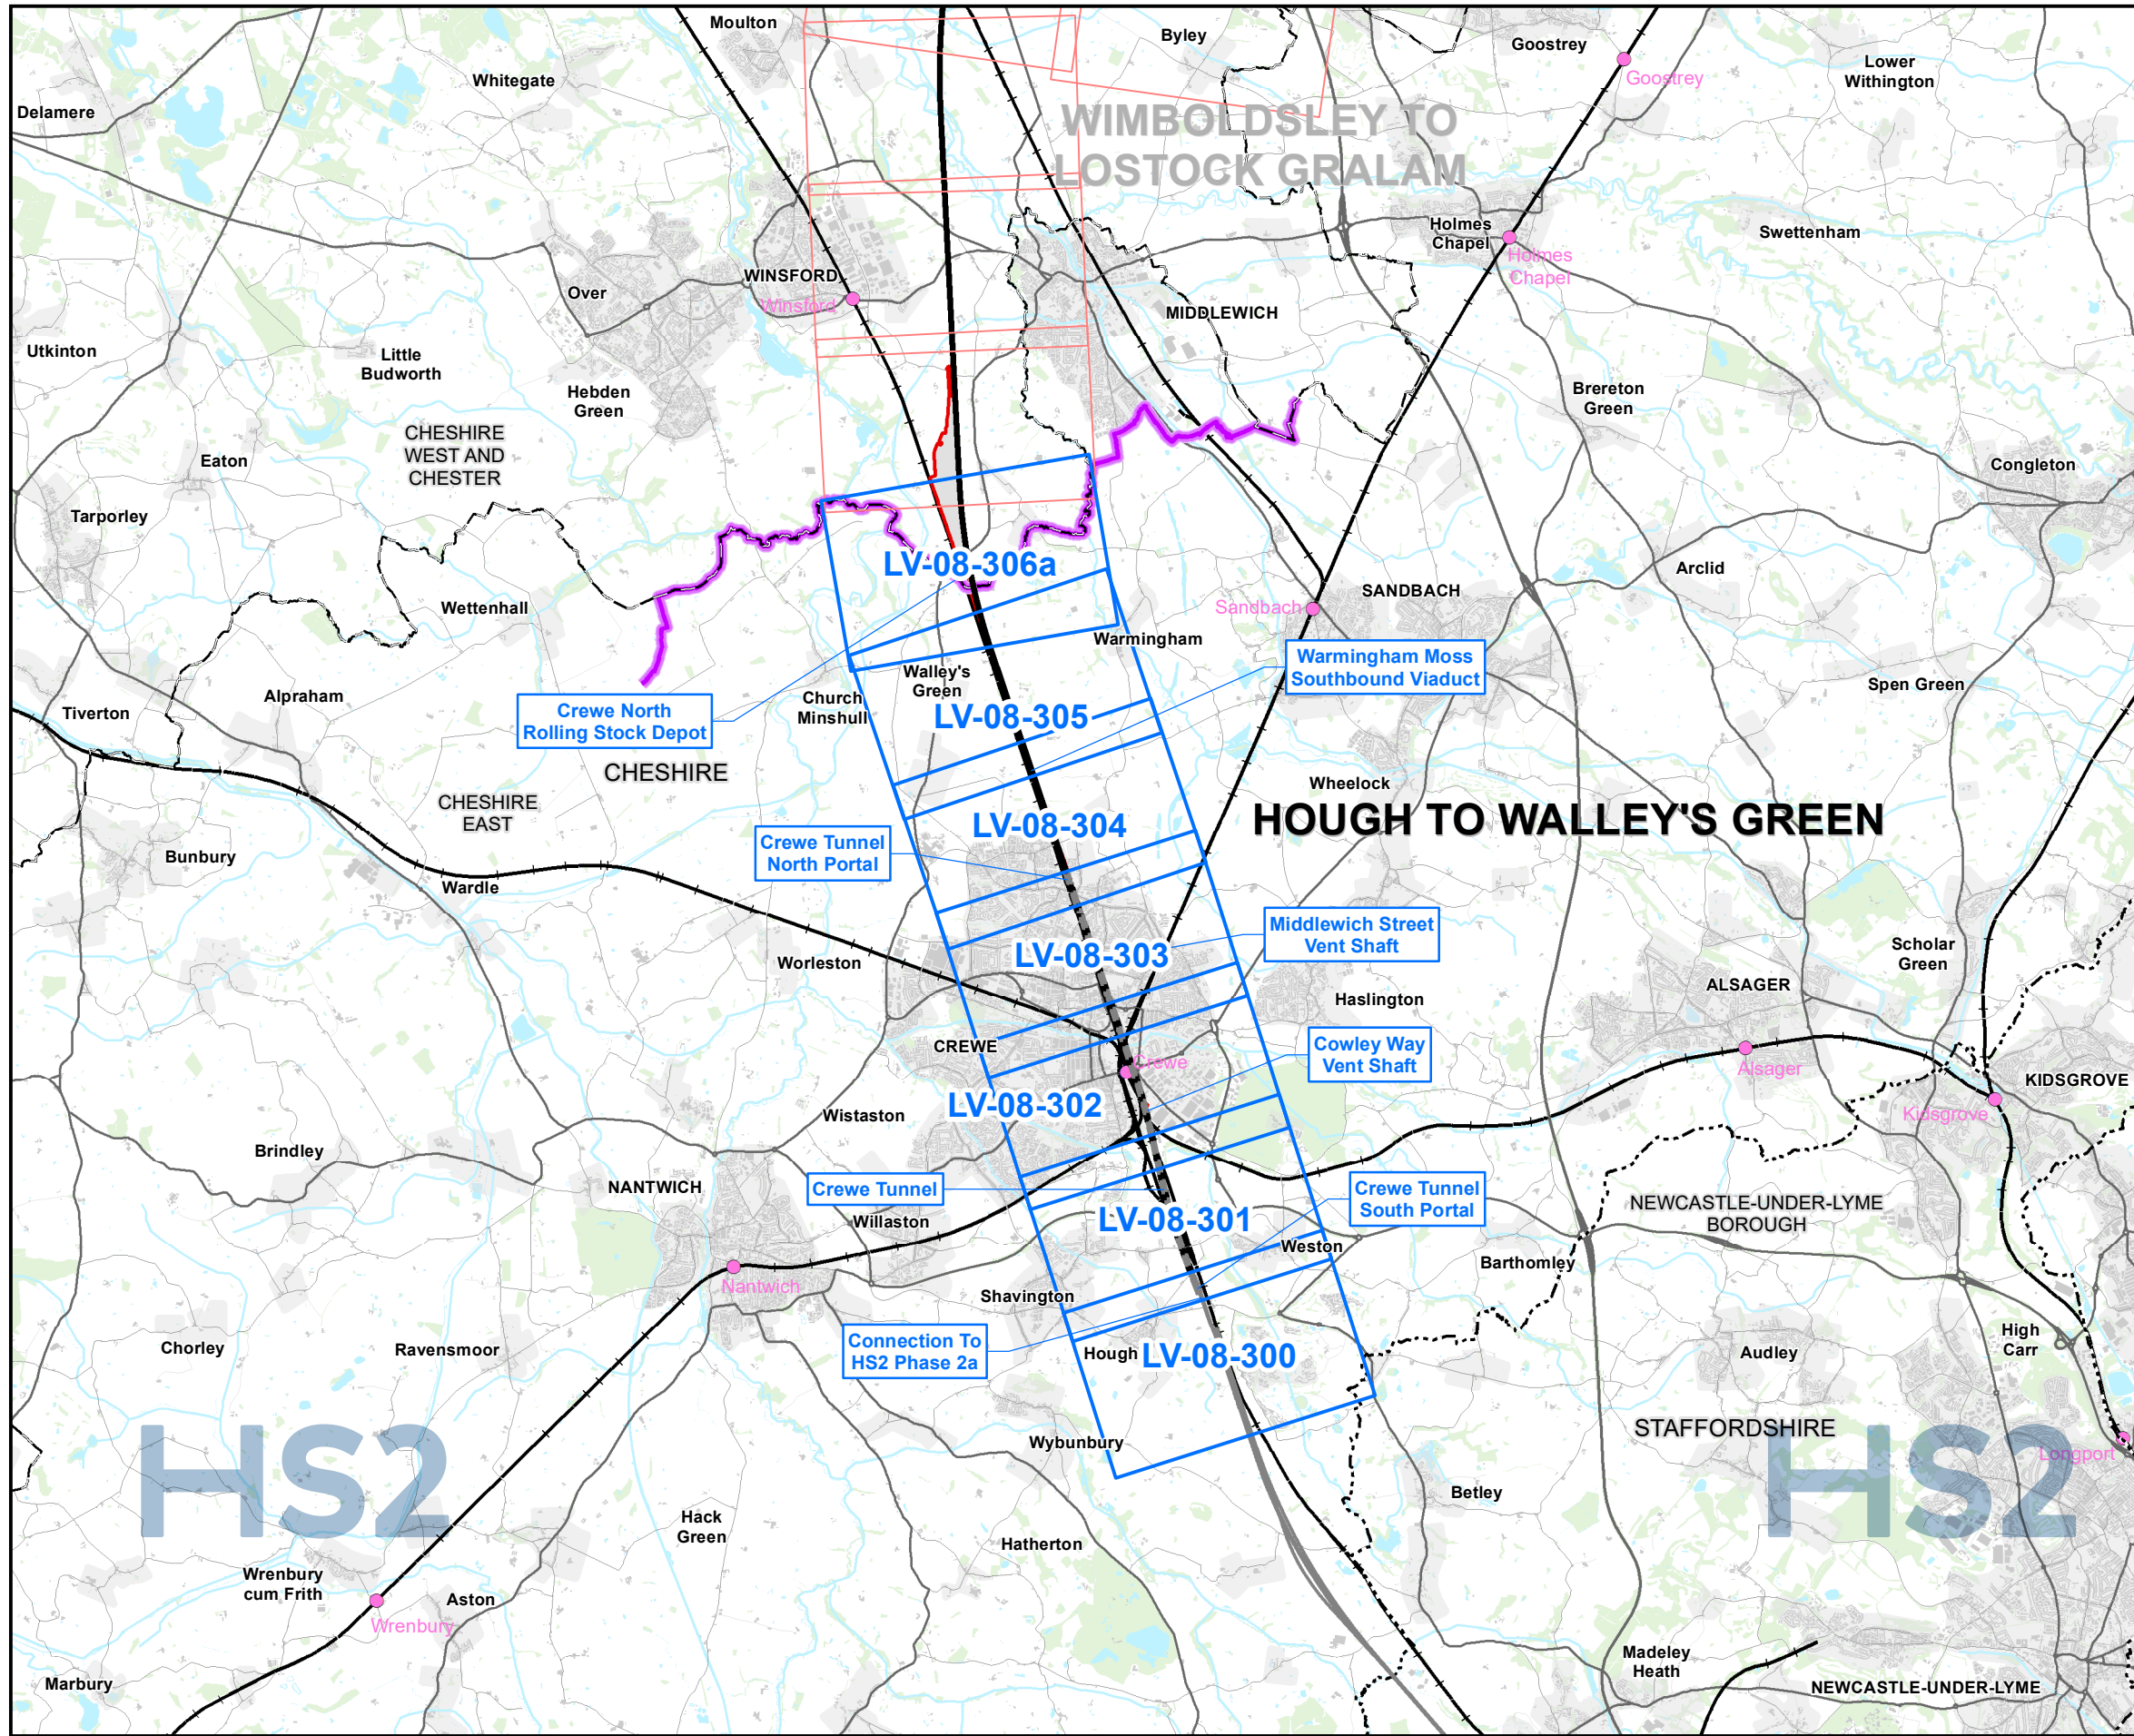 Moulton
Byley
Goostrey
Goostrey
Lower
Withington
Whitegate
Delamere
WIMBOLDSLEY TO
LOSTOCK GRALAM
Holmes
Chapel
Holmes
Chapel
Swettenham
WINSFORD
Winsford
Over
MIDDLEWICH
Utkinton
Little
Budworth
Hebden
Green
Brereton
Green
CHESHIRE
WEST AND
CHESTER
Eaton
Congleton
Tarporley
LV-08-306a
Arclid
Wettenhall
Sandbach
SANDBACH
Warmingham
Warmingham Moss
Southbound Viaduct
Walley's
Green
Church
Minshull
Alpraham
Tiverton
Spen Green
Crewe North
Rolling Stock Depot
LV-08-305
CHESHIRE
Wheelock
CHESHIRE
EAST
HOUGH TO WALLEY'S GREEN
LV-08-304
Crewe Tunnel
North Portal
Bunbury
Wardle
Middlewich Street
Vent Shaft
LV-08-303
Worleston
Scholar
Green
ALSAGER
Haslington
CREWE
Crewe
Cowley Way
Vent Shaft
Alsager
KIDSGROVE
Kidsgrove
LV-08-302
Wistaston
Brindley
NANTWICH
Crewe Tunnel
Crewe Tunnel
South Portal
NEWCASTLE-UNDER-LYME
BOROUGH
Willaston
LV-08-301
Weston
Barthomley
Nantwich
Shavington
Chorley
Ravensmoor
Connection To
HS2 Phase 2a
Hough
LV-08-300
High
Carr
Audley
STAFFORDSHIRE
Wybunbury
Longport
HS2
HS2
Betley
Hack
Green
Hatherton
Wrenbury
cum Frith
Aston
Wrenbury
Madeley
Heath
Marbury
NEWCASTLE-UNDER-LYME